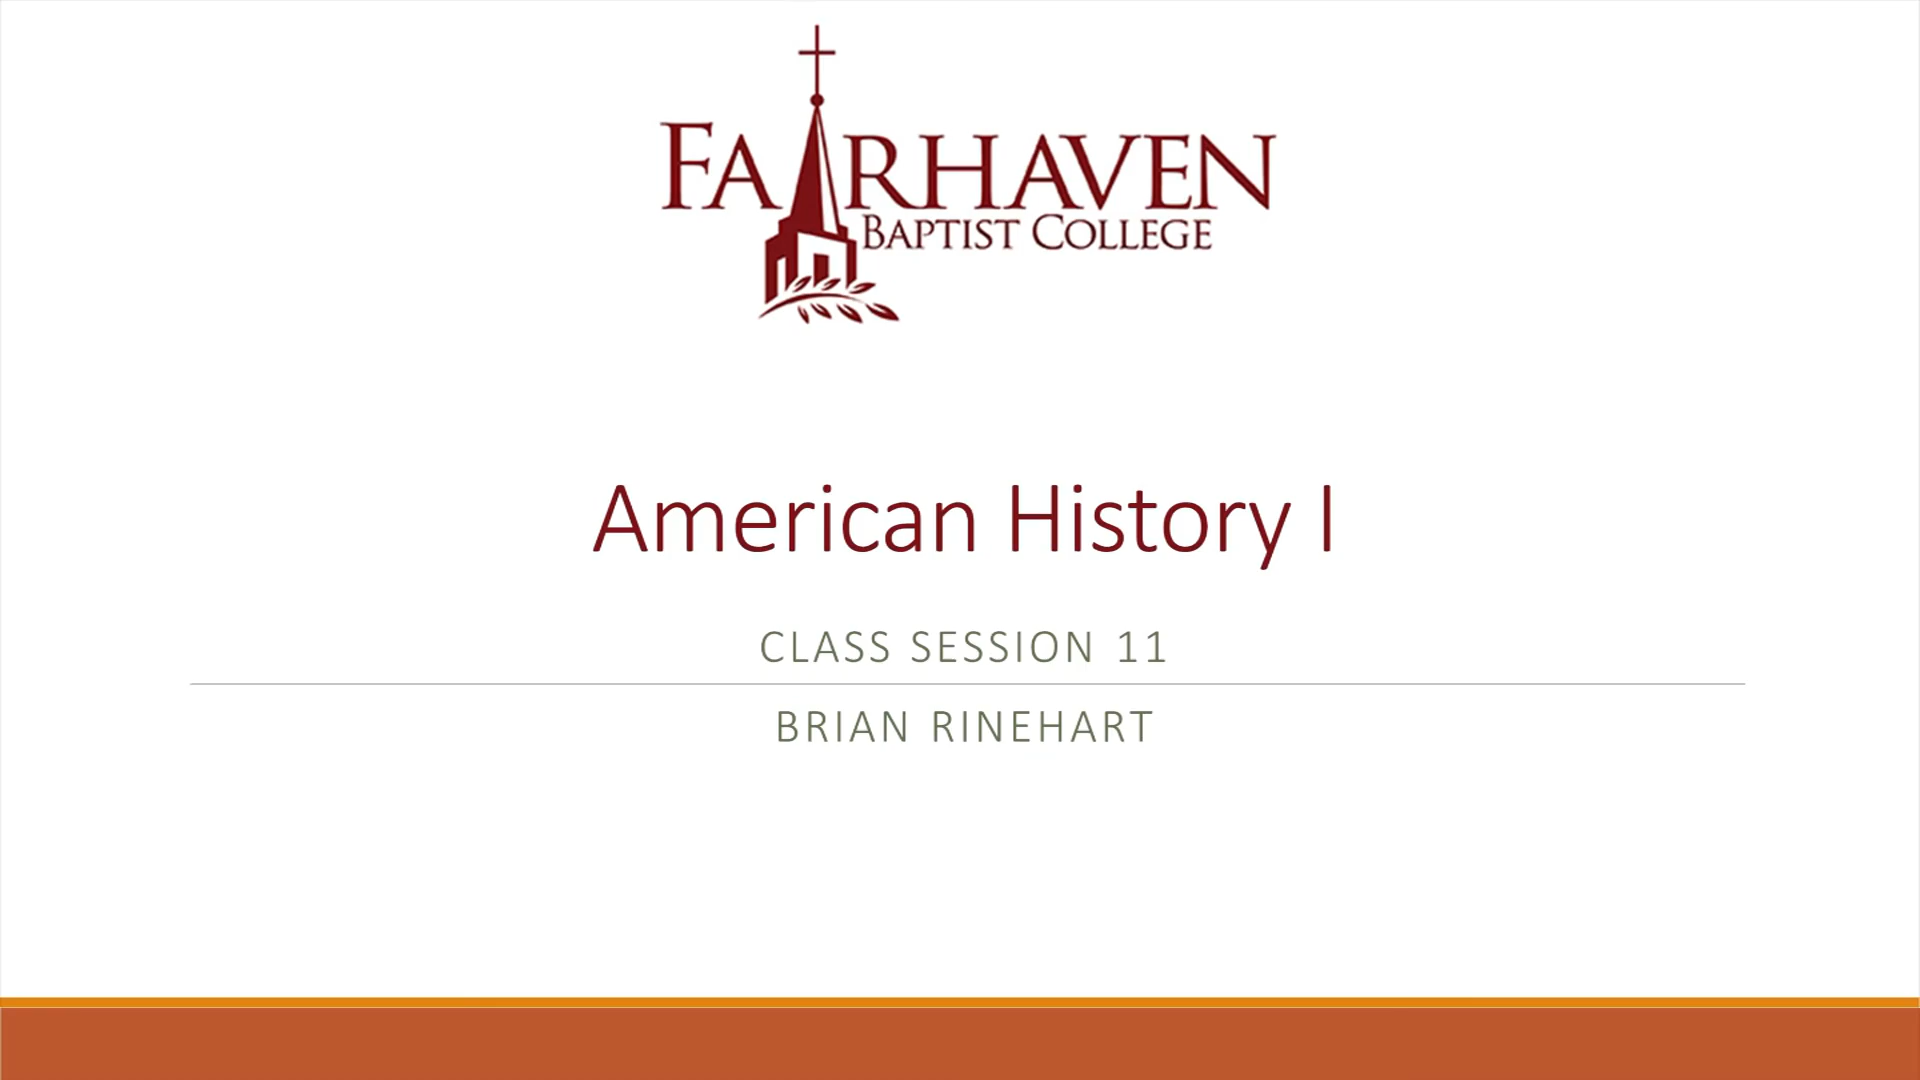 FAIRHAVEN
BAPTIST COLLEGE
American History I
CLASS SESSION 11
BRIAN RINEHART